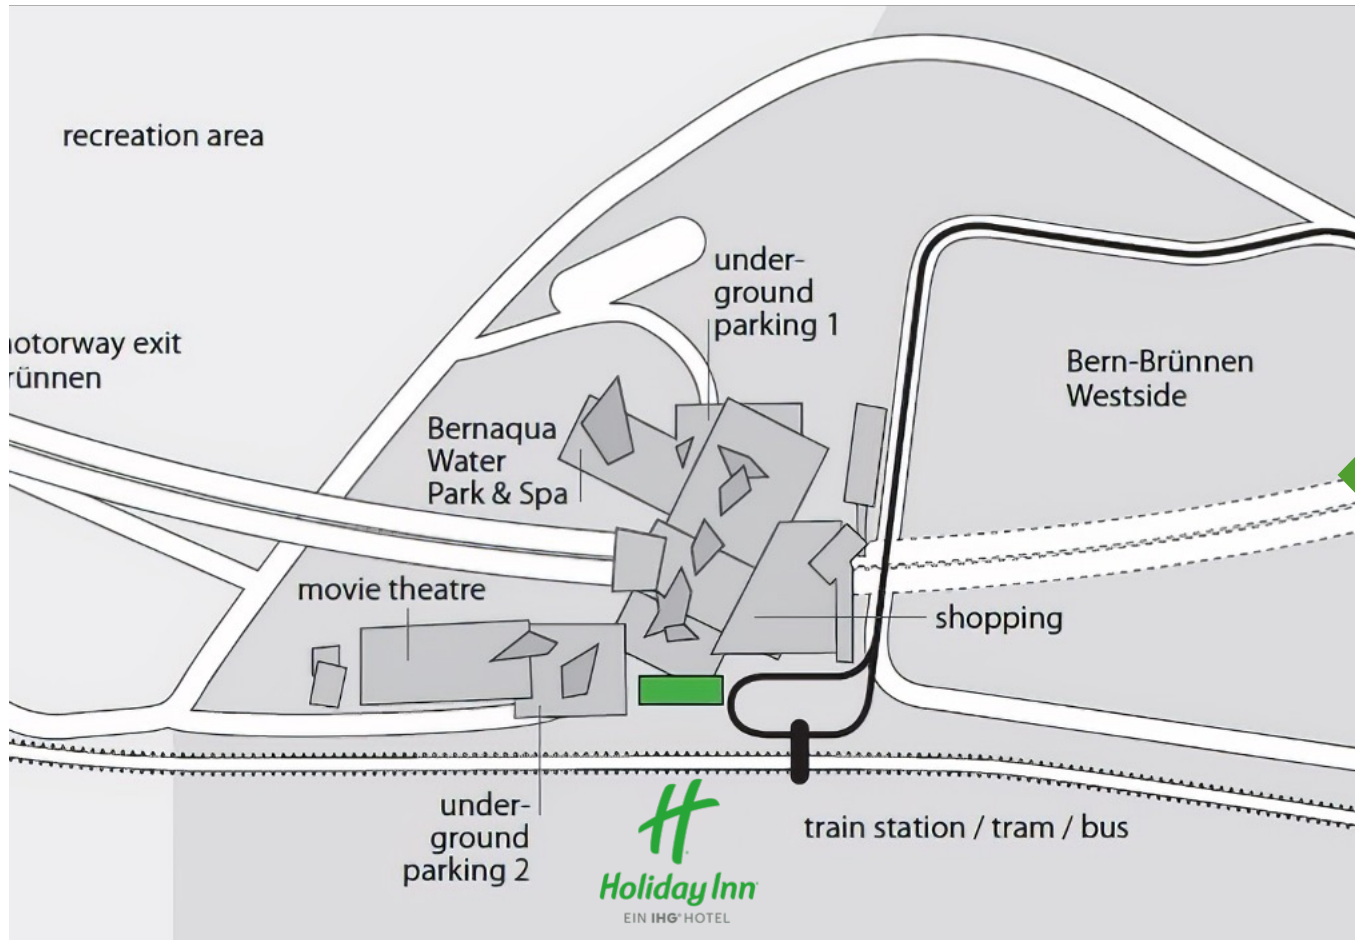 recreation area
under-
ground
parking 1
otorway exit
rünnen
Bern-Brünnen
Westside
Bernaqua
Water
Park & Spa
movie theatre
shopping
under-
ground
parking 2
train station / tram / bus
H
Holiday Inn
EIN IHG® HOTEL